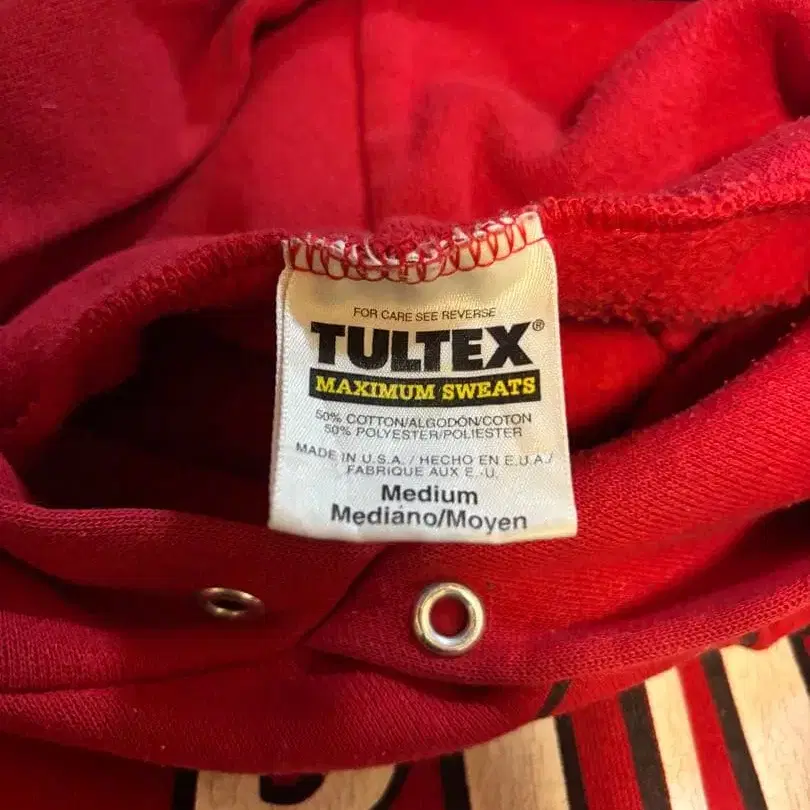 FOR CARE SEE REVERSE
TULTEX®
MAXIMUM SWEATS
50% COTTON/ALGODÓN/COTON
50% POLYESTER/POLIESTER
MADE IN U.S.A. / HECHO EN E.U.A./
FABRIQUE AUX E.-U.
Medium
Mediano/Moyen